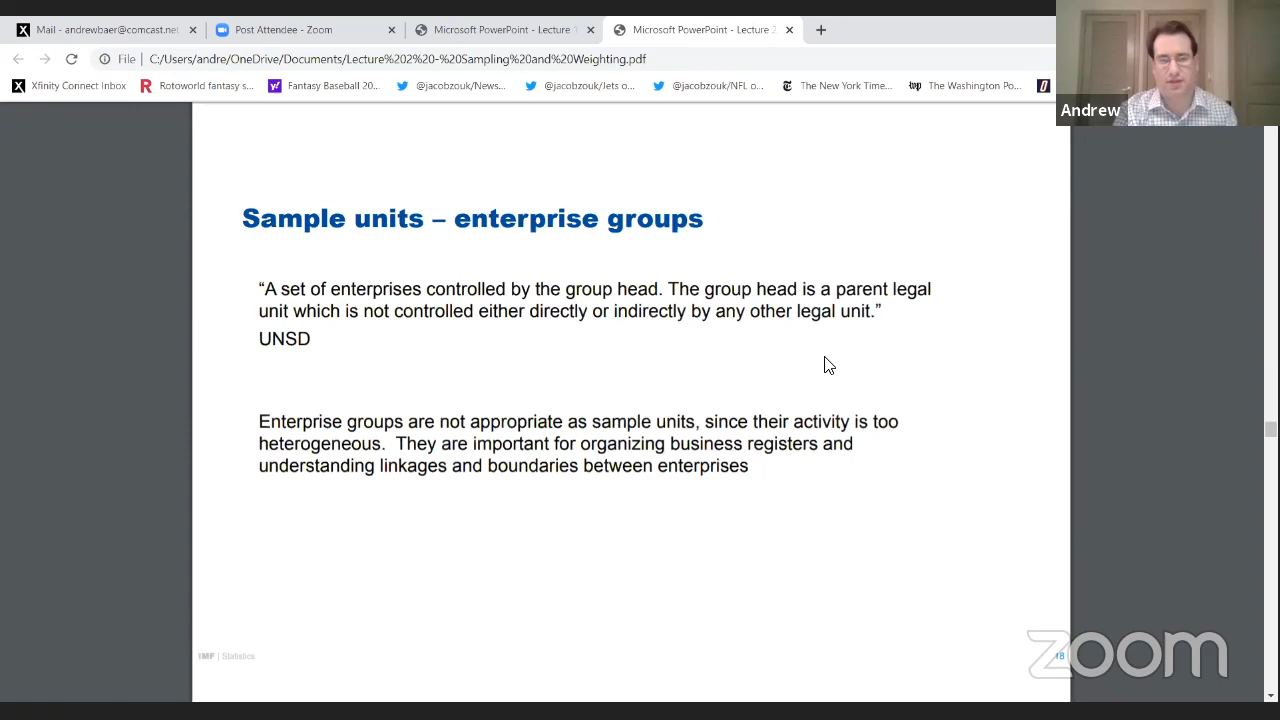 Mail - andrewbaer@comcast.net
Post Attendee - Zoom
Microsoft PowerPoint - Lecture 1
Microsoft PowerPoint - Lecture 2
File | C:/Users/andre/OneDrive/Documents/Lecture%202%20-%20Sampling%20and%20Weighting.pdf
Xfinity Connect Inbox
Rotoworld fantasy s...
Fantasy Baseball 20...
@jacobzouk/News...
@jacobzouk/Jets o...
@jacobzouk/NFL o...
The New York Time...
The Washington Po...
Andrew
Sample units – enterprise groups
“A set of enterprises controlled by the group head. The group head is a parent legal
unit which is not controlled either directly or indirectly by any other legal unit.”
UNSD
Enterprise groups are not appropriate as sample units, since their activity is too
heterogeneous.  They are important for organizing business registers and
understanding linkages and boundaries between enterprises
IMF | Statistics
18
zoom